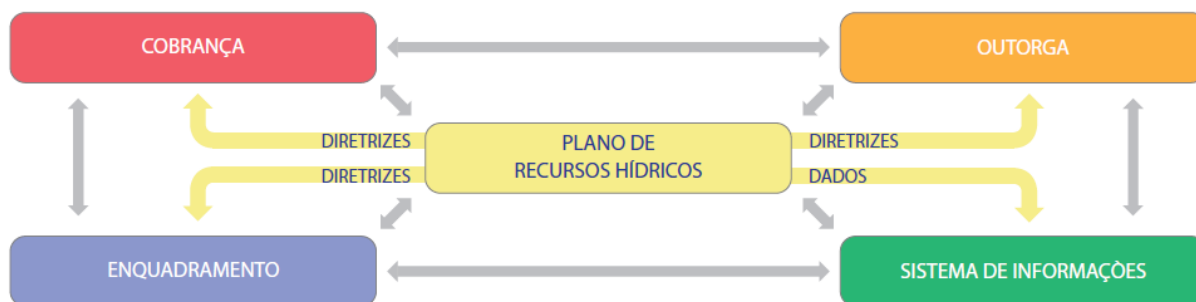 COBRANÇA
OUTORGA
DIRETRIZES
PLANO DE
RECURSOS HÍDRICOS
DIRETRIZES
DIRETRIZES
DADOS
ENQUADRAMENTO
SISTEMA DE INFORMAÇÕES